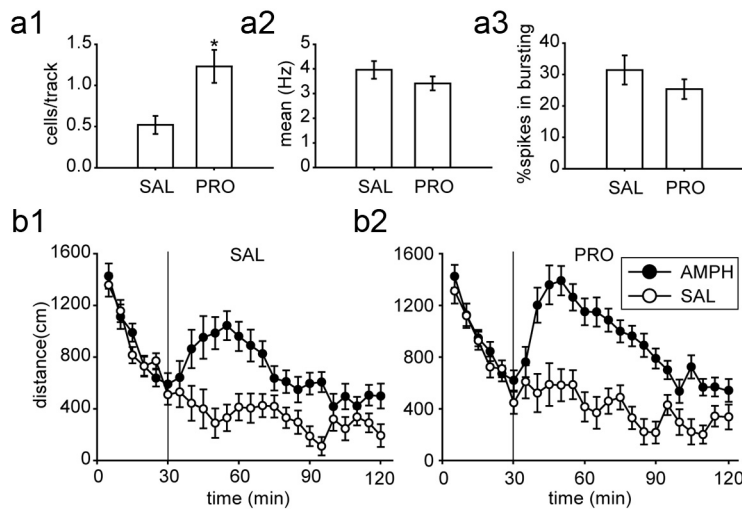 a1
a2
a3
cells/track
1.5
1.0
0.5
0.0
*
SAL
PRO
mean (Hz)
5
4
3
2
1
0
SAL
PRO
%spikes in bursting
40
30
20
10
0
SAL
PRO
b1
b2
SAL
distance(cm)
1600
1200
800
400
0
0
30
60
90
120
time (min)
PRO
AMPH
SAL
1600
1200
800
400
0
0
30
60
90
120
time (min)